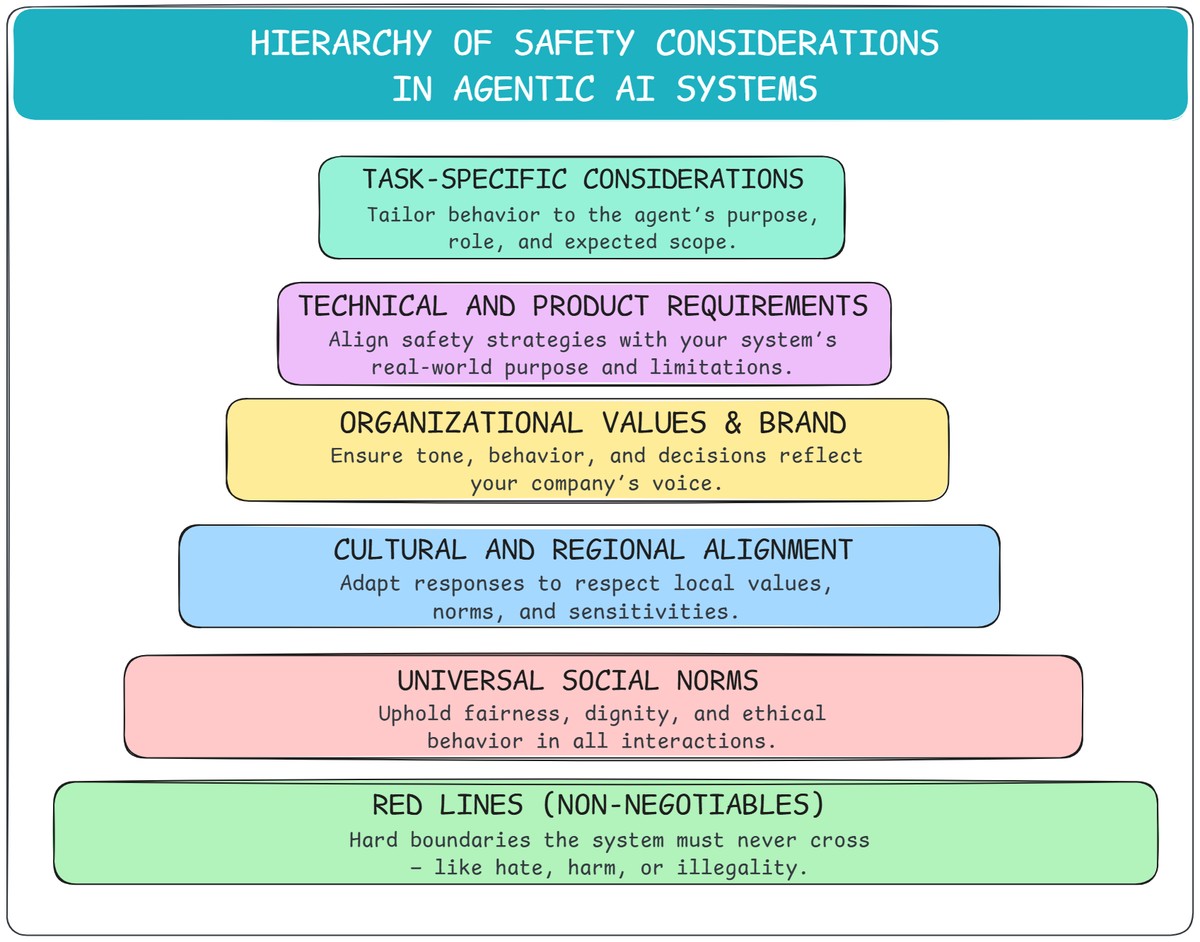 HIERARCHY OF SAFETY CONSIDERATIONS
IN AGENTIC AI SYSTEMS
TASK-SPECIFIC CONSIDERATIONS
Tailor behavior to the agent's purpose,
role, and expected scope.
TECHNICAL AND PRODUCT REQUIREMENTS
Align safety strategies with your system's
real-world purpose and limitations.
ORGANIZATIONAL VALUES & BRAND
Ensure tone, behavior, and decisions reflect
your company's voice.
CULTURAL AND REGIONAL ALIGNMENT
Adapt responses to respect local values,
norms, and sensitivities.
UNIVERSAL SOCIAL NORMS
Uphold fairness, dignity, and ethical
behavior in all interactions.
RED LINES (NON-NEGOTIABLES)
Hard boundaries the system must never cross
– like hate, harm, or illegality.